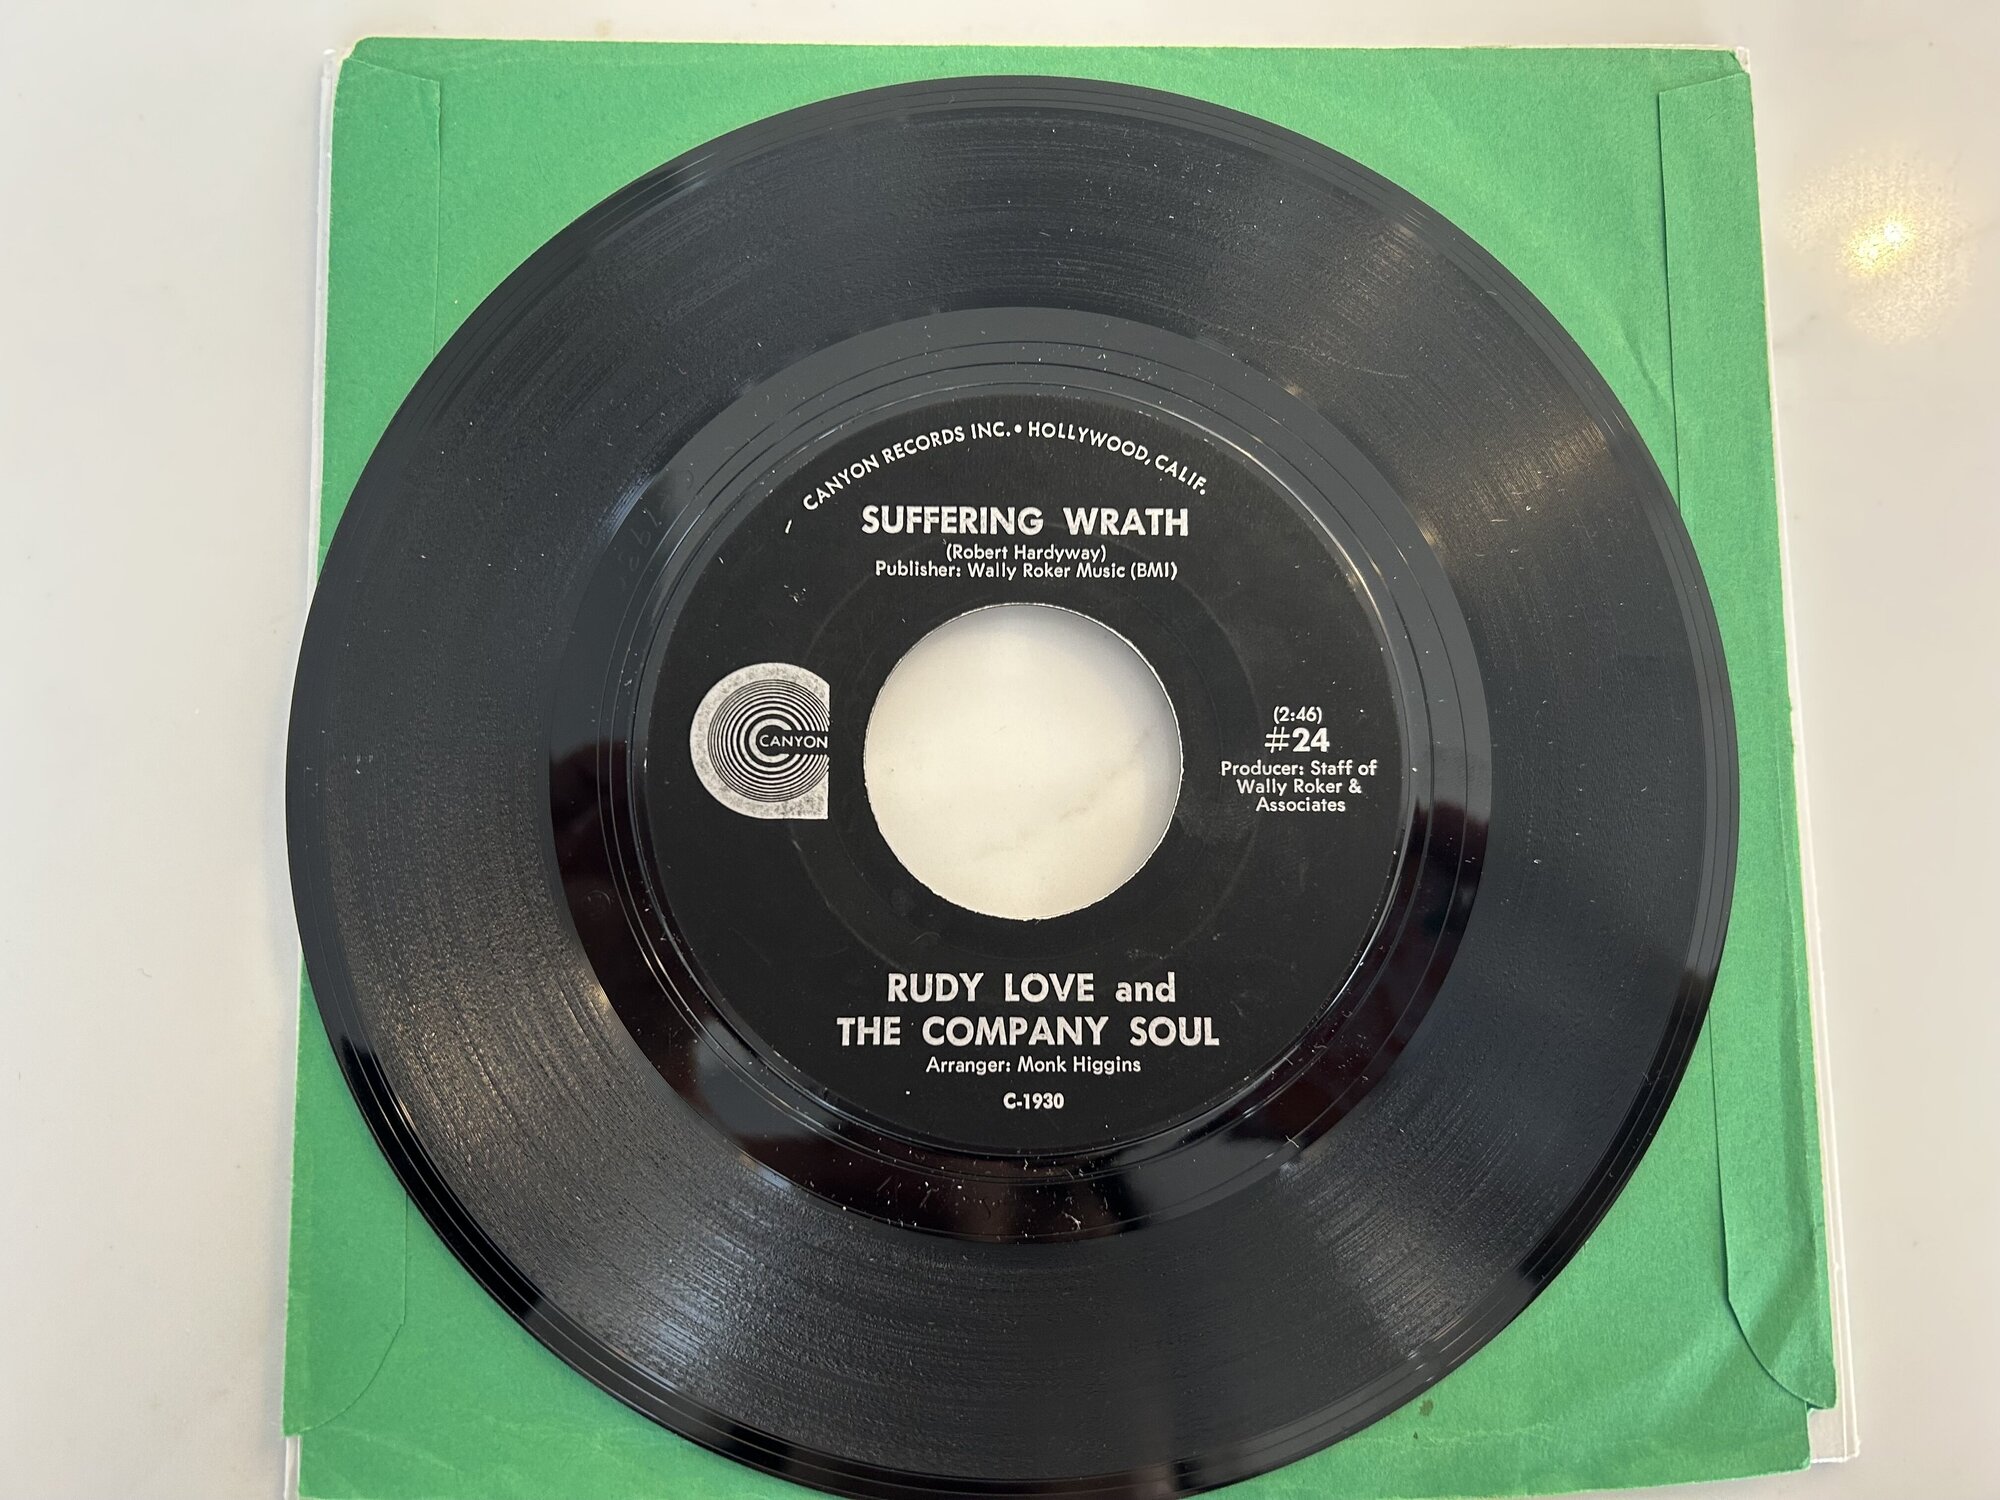 CANYON RECORDS INC. • HOLLYWOOD, CALIF.
SUFFERING WRATH
(Robert Hardyway)
Publisher: Wally Roker Music (BMI)
CANYON
(2:46)
#24
Producer: Staff of
Wally Roker &
Associates
RUDY LOVE and
THE COMPANY SOUL
Arranger: Monk Higgins
C-1930